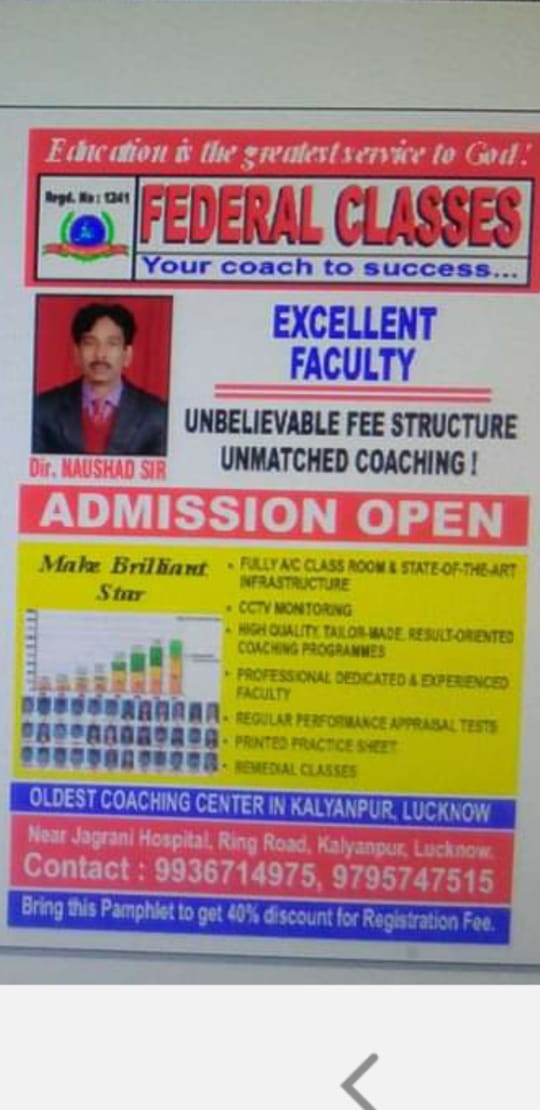 Education is the greatest service to God!
Regd. No : 1241
FEDERAL CLASSES
Your coach to success...
EXCELLENT
FACULTY
UNBELIEVABLE FEE STRUCTURE
UNMATCHED COACHING !
Dir. NAUSHAD SIR
ADMISSION OPEN
Make Brilliant
Star
• FULLY A/C CLASS ROOM & STATE-OF-THE-ART
INFRASTRUCTURE
• CCTV MONITORING
• HIGH QUALITY, TAILOR-MADE, RESULT-ORIENTED
COACHING PROGRAMMES
• PROFESSIONAL DEDICATED & EXPERIENCED
FACULTY
• REGULAR PERFORMANCE APPRAISAL TESTS
• PRINTED PRACTICE SHEET
• REMEDIAL CLASSES
OLDEST COACHING CENTER IN KALYANPUR, LUCKNOW
Near Jagrani Hospital, Ring Road, Kalyanpur, Lucknow.
Contact : 9936714975, 9795747515
Bring this Pamphlet to get 40% discount for Registration Fee.